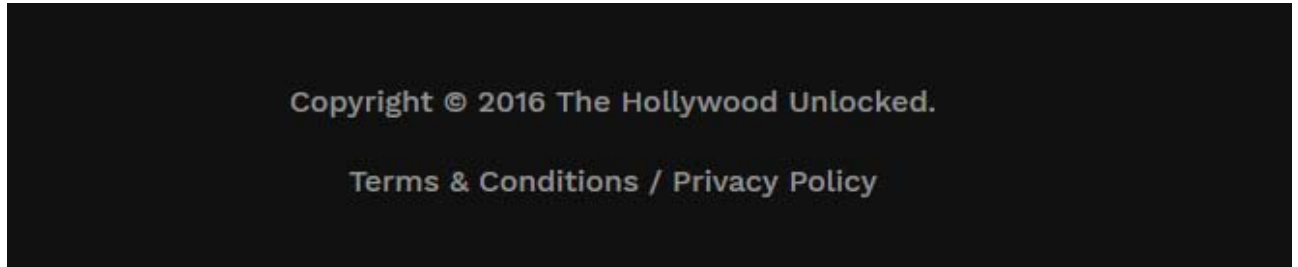 Copyright © 2016 The Hollywood Unlocked.
Terms & Conditions / Privacy Policy